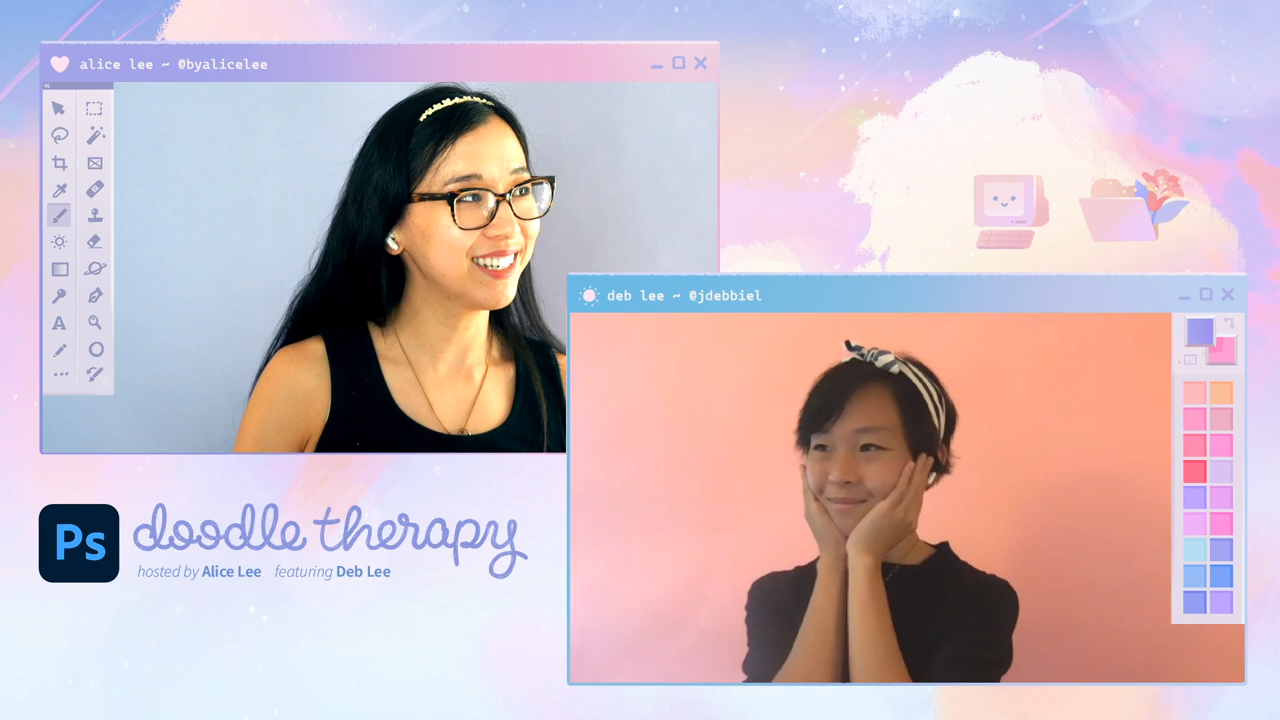 alice lee ~ @byalicelee
A
deb lee ~ @jdebbiel
Ps
doodle therapy
hosted by Alice Lee featuring Deb Lee